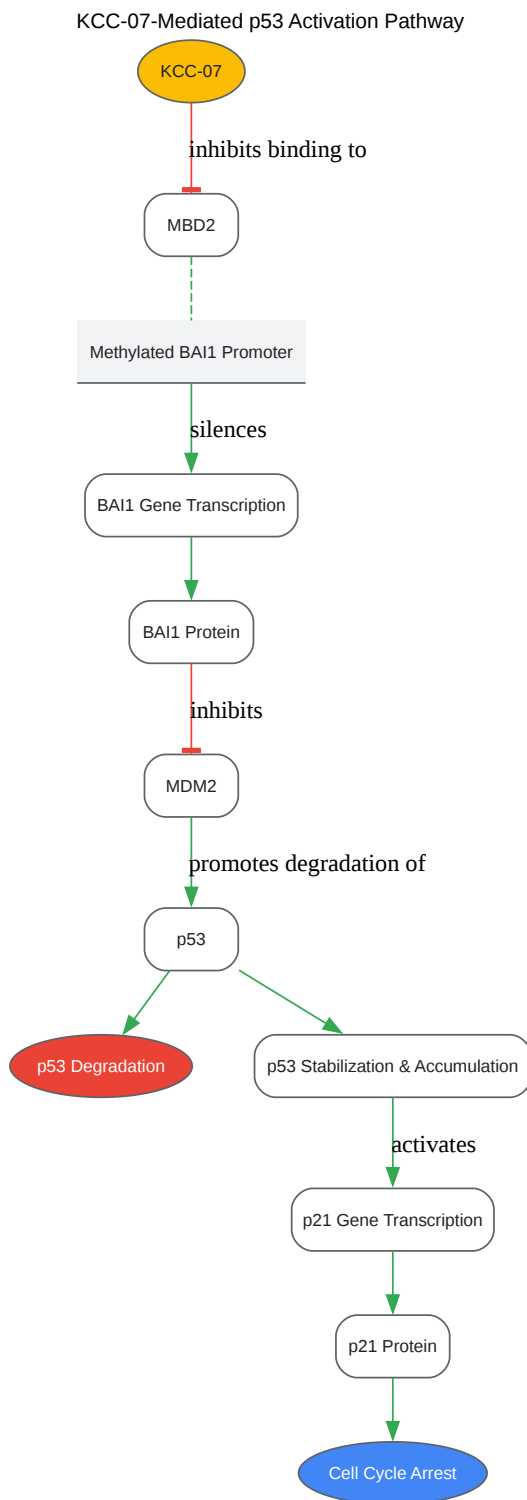 KCC-07-Mediated p53 Activation Pathway
KCC-07
inhibits binding to
MBD2
Methylated BAI1 Promoter
silences
BAI1 Gene Transcription
BAI1 Protein
inhibits
MDM2
promotes degradation of
p53
p53 Degradation
p53 Stabilization & Accumulation
activates
p21 Gene Transcription
p21 Protein
Cell Cycle Arrest